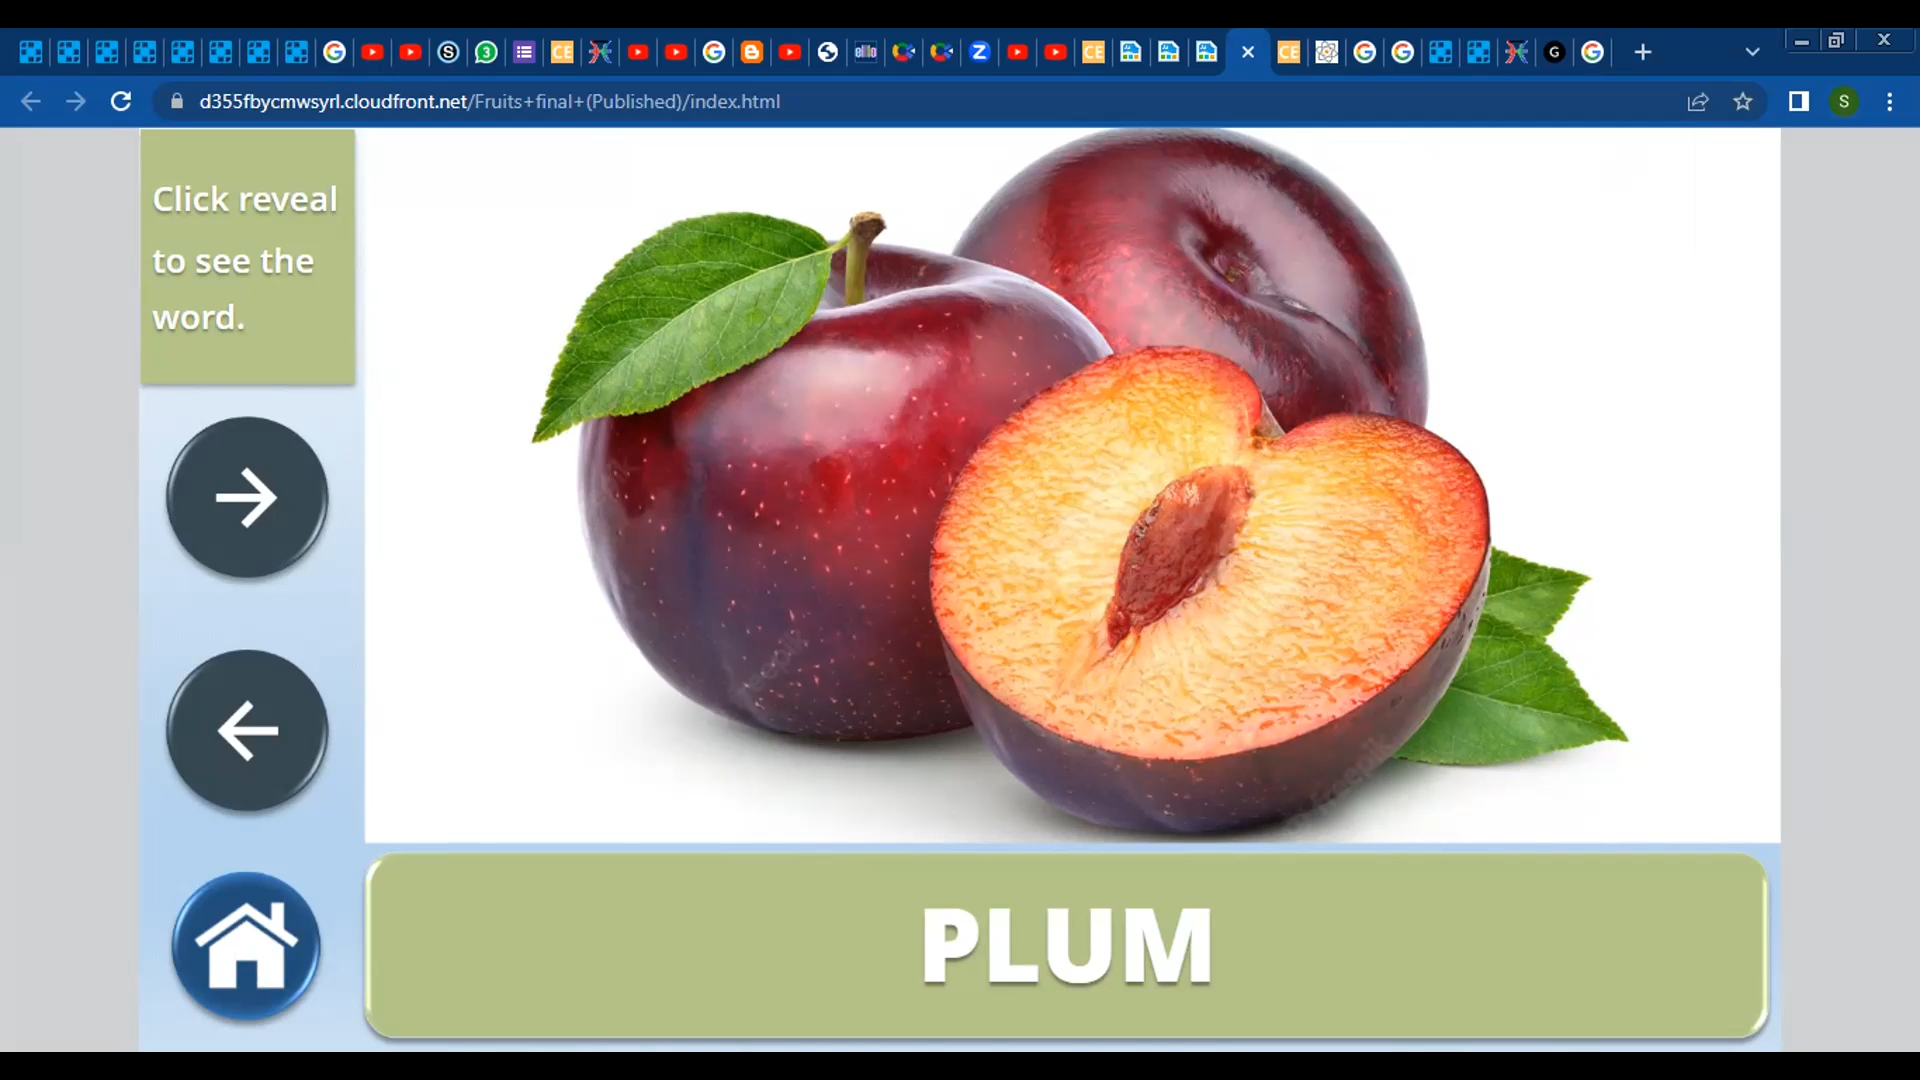 d355fbycmwsyrl.cloudfront.net/Fruits+final+(Published)/index.html
S
Click reveal
to see the
word.
PLUM